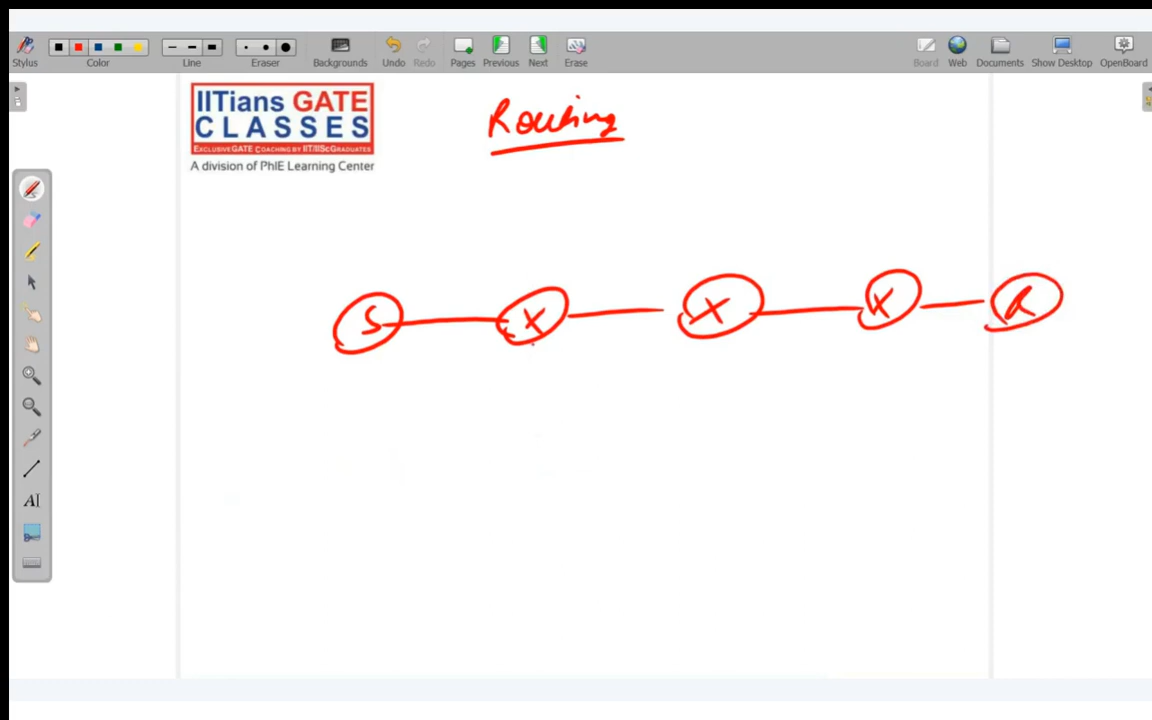 Stylus Color Line Eraser Backgrounds Undo Redo Pages Previous Next Erase Board Web Documents Show Desktop OpenBoard
IITians GATE
CLASSES
EXCLUSIVE GATE COACHING BY IIT/IISc GRADUATES
A division of PhIE Learning Center
Routing
S X X X R
AI